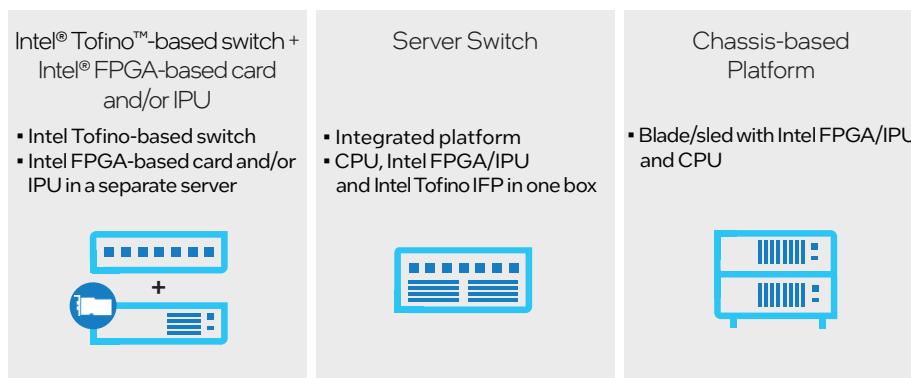 Intel® Tofino™-based switch +
Intel® FPGA-based card
and/or IPU
▪ Intel Tofino-based switch
▪ Intel FPGA-based card and/or
IPU in a separate server
+
Server Switch
▪ Integrated platform
▪ CPU, Intel FPGA/IPU
and Intel Tofino IFP in one box
Chassis-based
Platform
▪ Blade/sled with Intel FPGA/IPU
and CPU